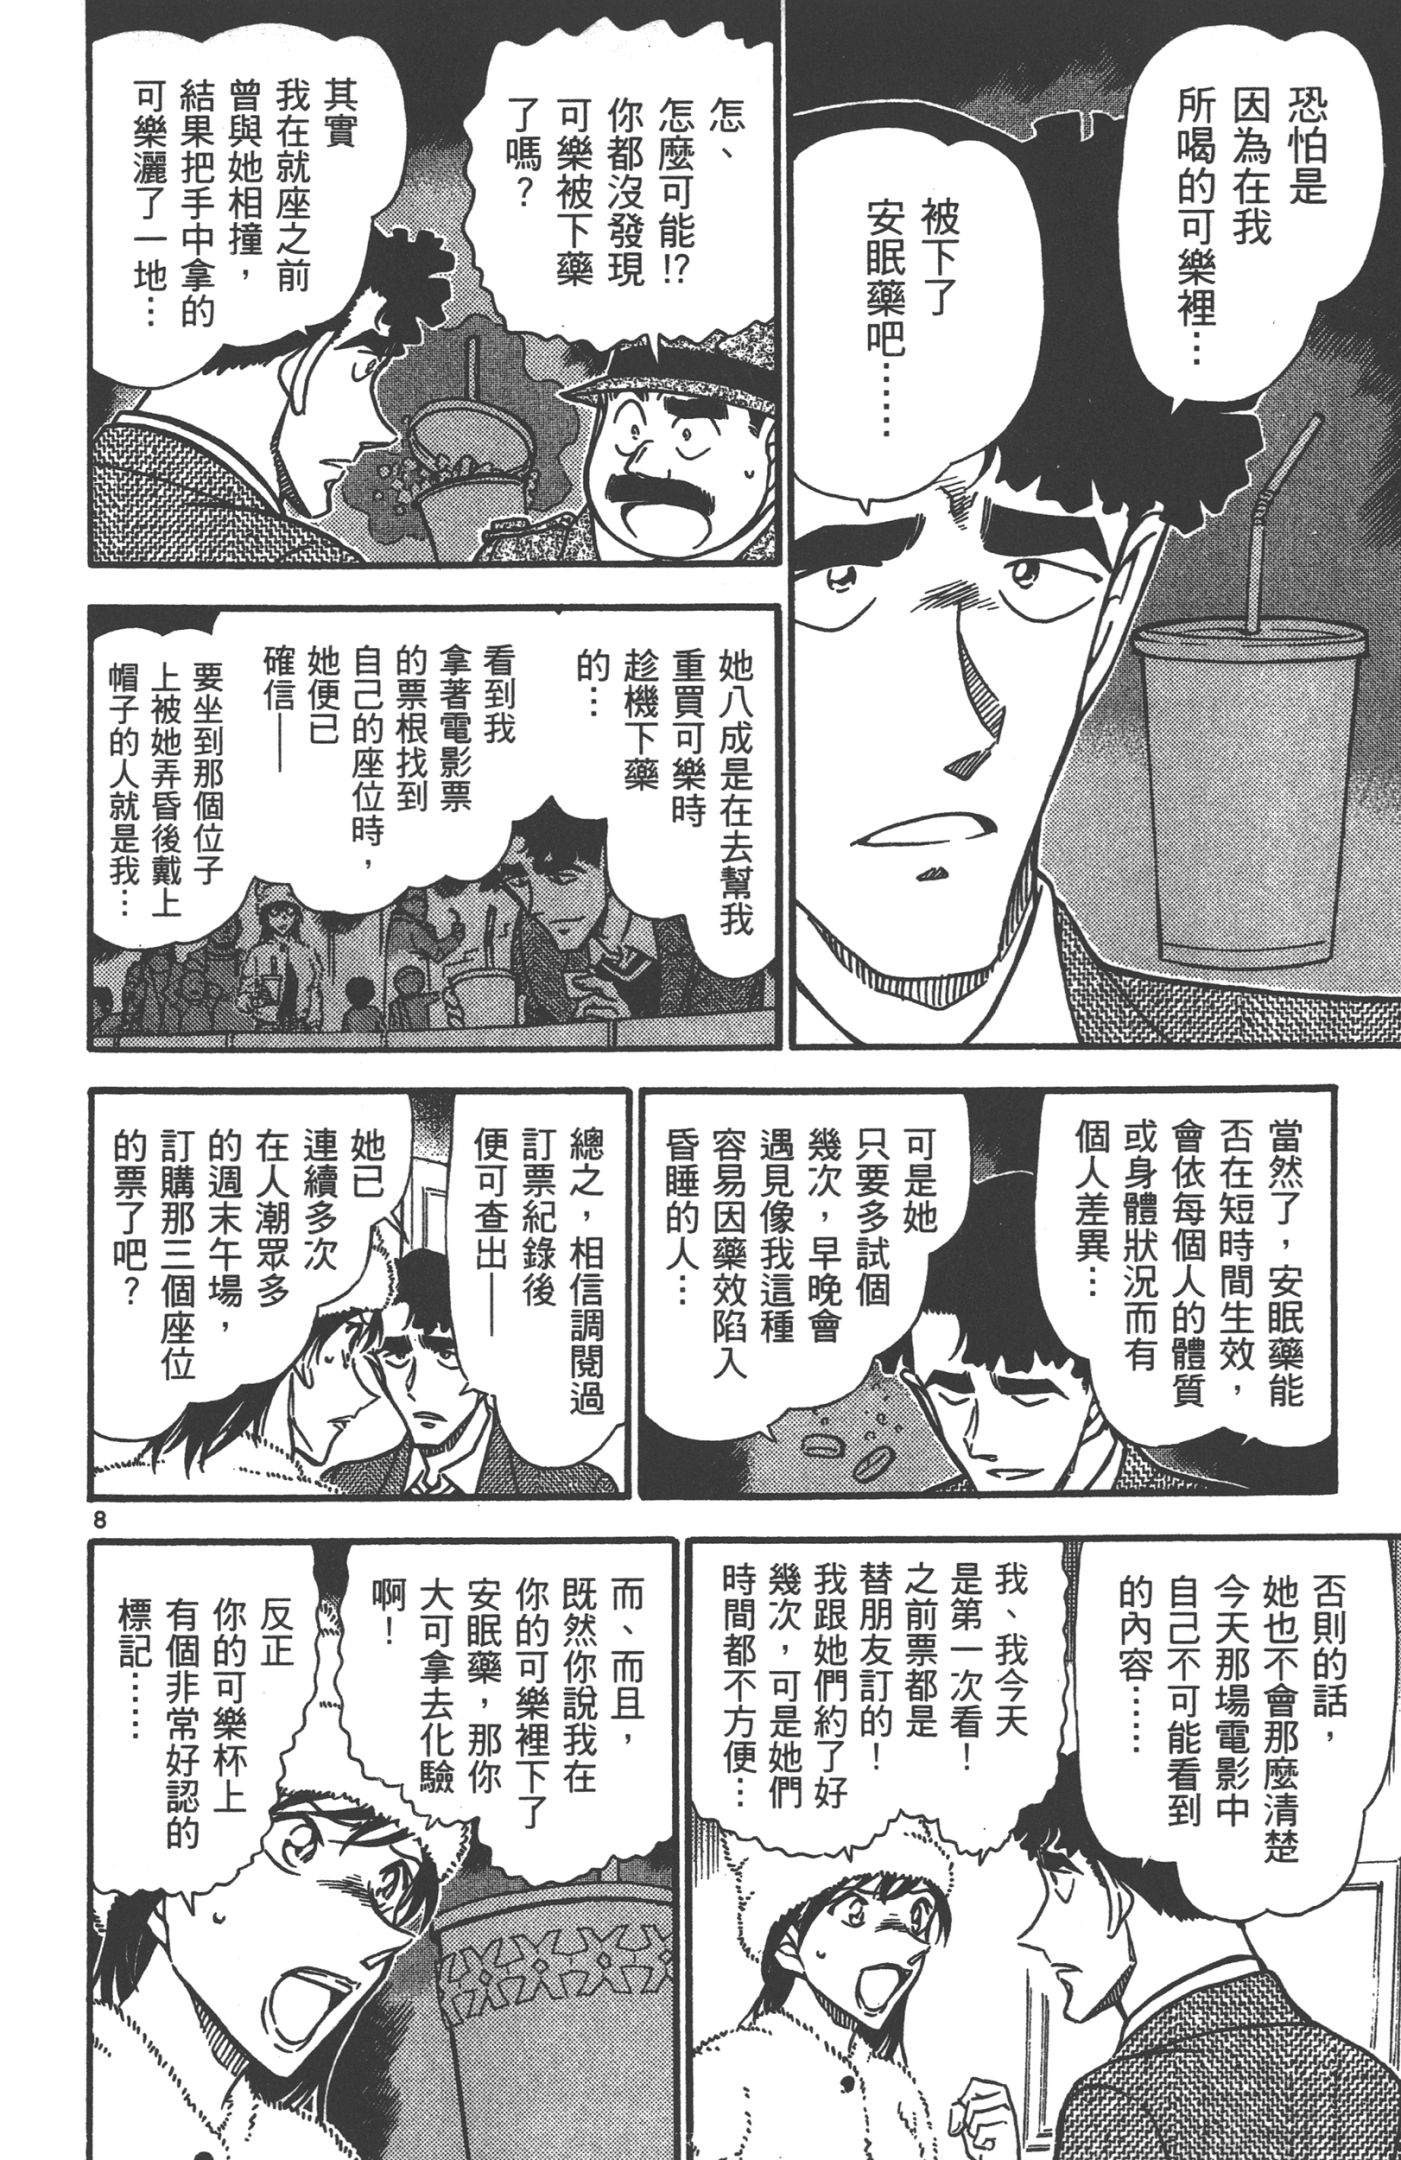 恐怕是
因為在我
所喝的可樂裡…
被下了
安眠藥吧……
怎、
怎麼可能!?
你都沒發現
可樂被下藥
了嗎？
其實
我在就座之前
曾與她相撞，
結果把手中拿的
可樂灑了一地…
她八成是在去幫我
重買可樂時
趁機下藥
的…
看到我
拿著電影票
的票根找到
自己的座位時，
她便已
確信——
要坐到那個位子
上被她弄昏後戴上
帽子的人就是我…
當然了，安眠藥能
否在短時間生效，
會依每個人的體質
或身體狀況而有
個人差異…
可是她
只要多試個
幾次，早晚會
遇見像我這種
容易因藥效陷入
昏睡的人…
總之，相信調閱過
訂票紀錄後
便可查出——
她已
連續多次
在人潮眾多
的週末午場，
訂購那三個座位
的票了吧？
8
否則的話，
她也不會那麼清楚
今天那場電影中
自己不可能看到
的內容……
我、我今天
是第一次看！
之前票都是
替朋友訂的！
我跟她們約了好
幾次，可是她們
時間都不方便…
而、而且，
既然你說我在
你的可樂裡下了
安眠藥，那你
大可拿去化驗
啊！
反正
你的可樂杯上
有個非常好認的
標記……